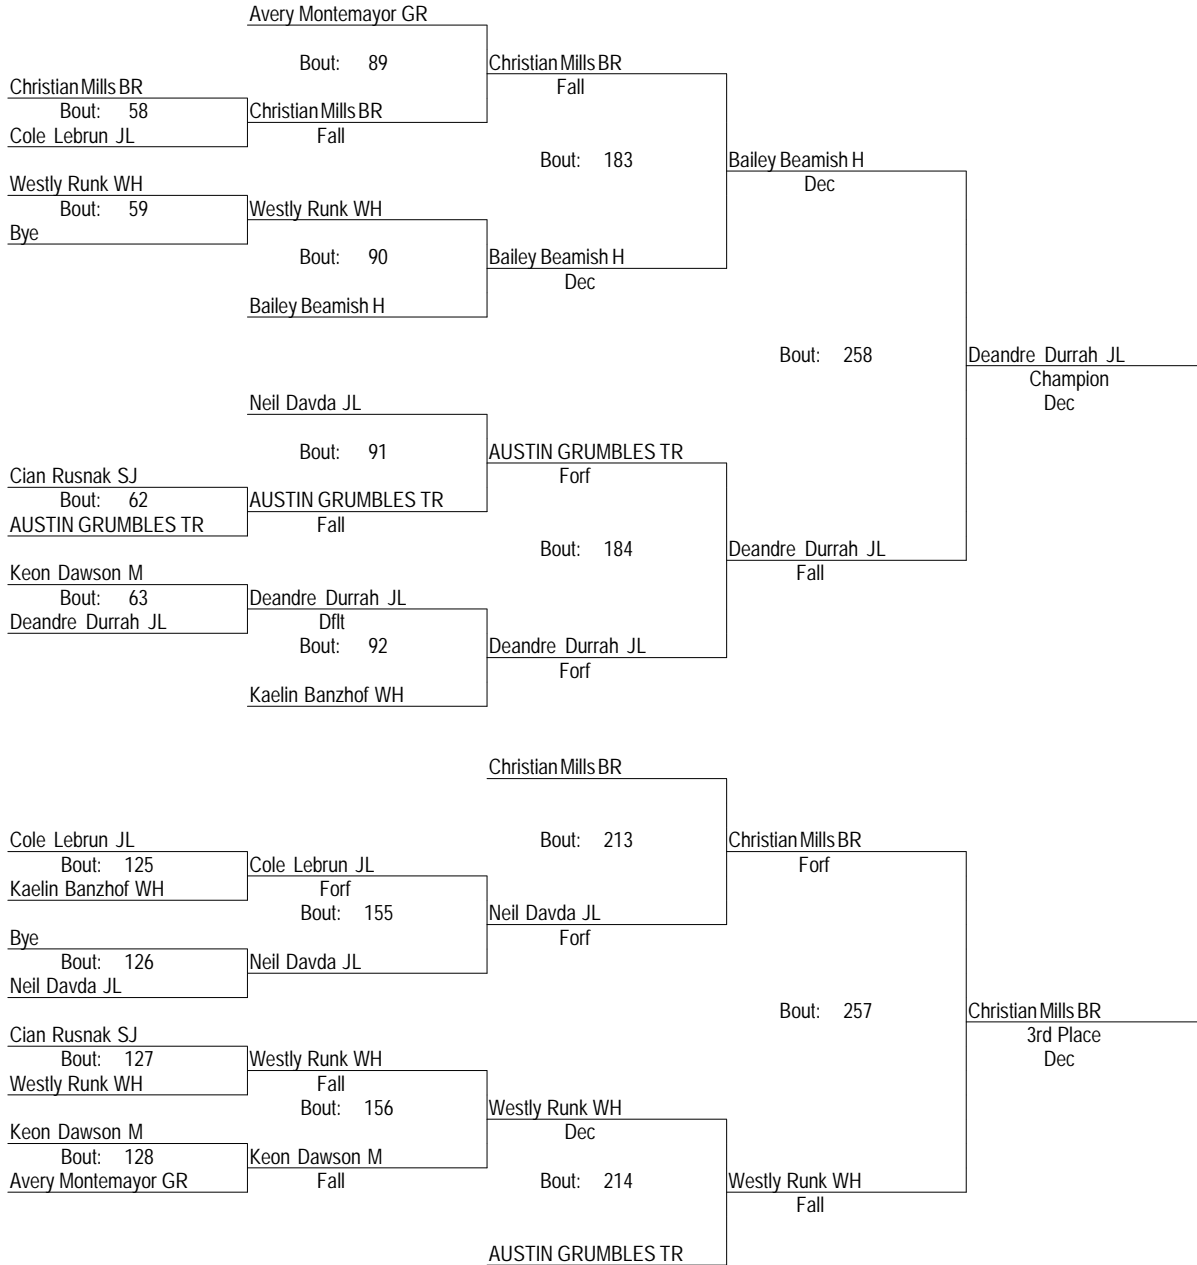 Avery Montemayor GR
Bout: 89
Christian Mills BR
Fall
Christian Mills BR
Bout: 58
Christian Mills BR
Cole Lebrun JL
Fall
Bout: 183
Bailey Beamish H
Dec
Westly Runk WH
Bout: 59
Westly Runk WH
Bye
Bout: 90
Bailey Beamish H
Dec
Bailey Beamish H
Bout: 258
Deandre Durrah JL
Champion
Dec
Neil Davda JL
Bout: 91
AUSTIN GRUMBLES TR
Forf
Cian Rusnak SJ
Bout: 62
AUSTIN GRUMBLES TR
AUSTIN GRUMBLES TR
Fall
Bout: 184
Deandre Durrah JL
Fall
Keon Dawson M
Bout: 63
Deandre Durrah JL
Deandre Durrah JL
Dflt
Bout: 92
Deandre Durrah JL
Forf
Kaelin Banzhof WH
Christian Mills BR
Bout: 213
Christian Mills BR
Forf
Cole Lebrun JL
Bout: 125
Cole Lebrun JL
Kaelin Banzhof WH
Forf
Bout: 155
Neil Davda JL
Forf
Bye
Bout: 126
Neil Davda JL
Neil Davda JL
Bout: 257
Christian Mills BR
3rd Place
Dec
Cian Rusnak SJ
Bout: 127
Westly Runk WH
Westly Runk WH
Fall
Bout: 156
Westly Runk WH
Dec
Keon Dawson M
Bout: 128
Keon Dawson M
Avery Montemayor GR
Fall
Bout: 214
Westly Runk WH
Fall
AUSTIN GRUMBLES TR